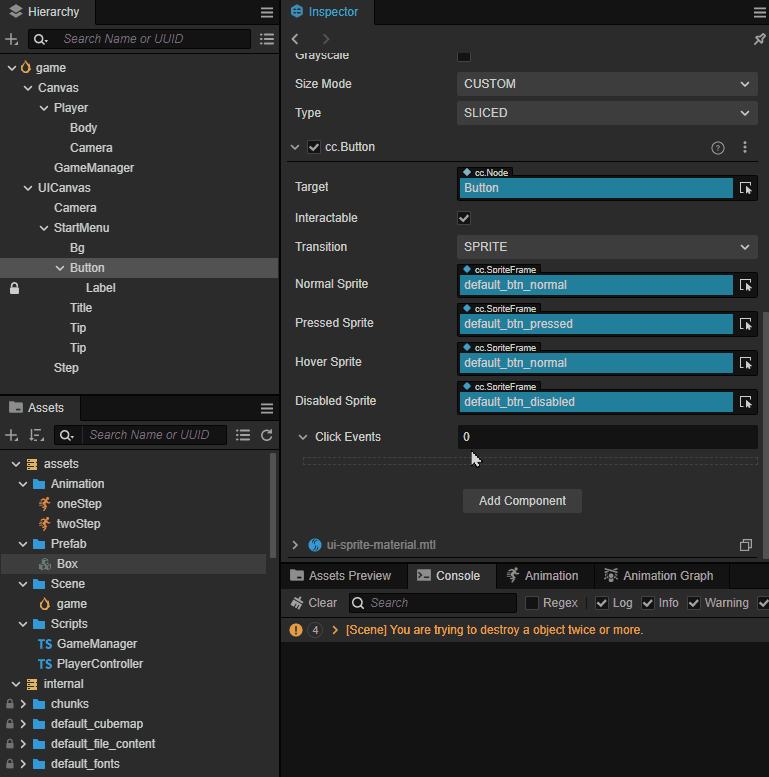 Hierarchy
Search Name or UUID
game
Canvas
Player
Body
Camera
GameManager
UICanvas
Camera
StartMenu
Bg
Button
Label
Title
Tip
Tip
Step
Assets
Search Name or UUID
assets
Animation
oneStep
twoStep
Prefab
Box
Scene
game
Scripts
TS GameManager
TS PlayerController
internal
chunks
default_cubemap
default_file_content
default_fonts
Inspector
Grayscale
Size Mode CUSTOM
Type SLICED
cc.Button
cc.Node
Target Button
Interactable
Transition SPRITE
cc.SpriteFrame
Normal Sprite default_btn_normal
cc.SpriteFrame
Pressed Sprite default_btn_pressed
cc.SpriteFrame
Hover Sprite default_btn_normal
cc.SpriteFrame
Disabled Sprite default_btn_disabled
Click Events 0
Add Component
ui-sprite-material.mtl
Assets Preview Console Animation Animation Graph
Clear Search Regex Log Info Warning
4 [Scene] You are trying to destroy a object twice or more.